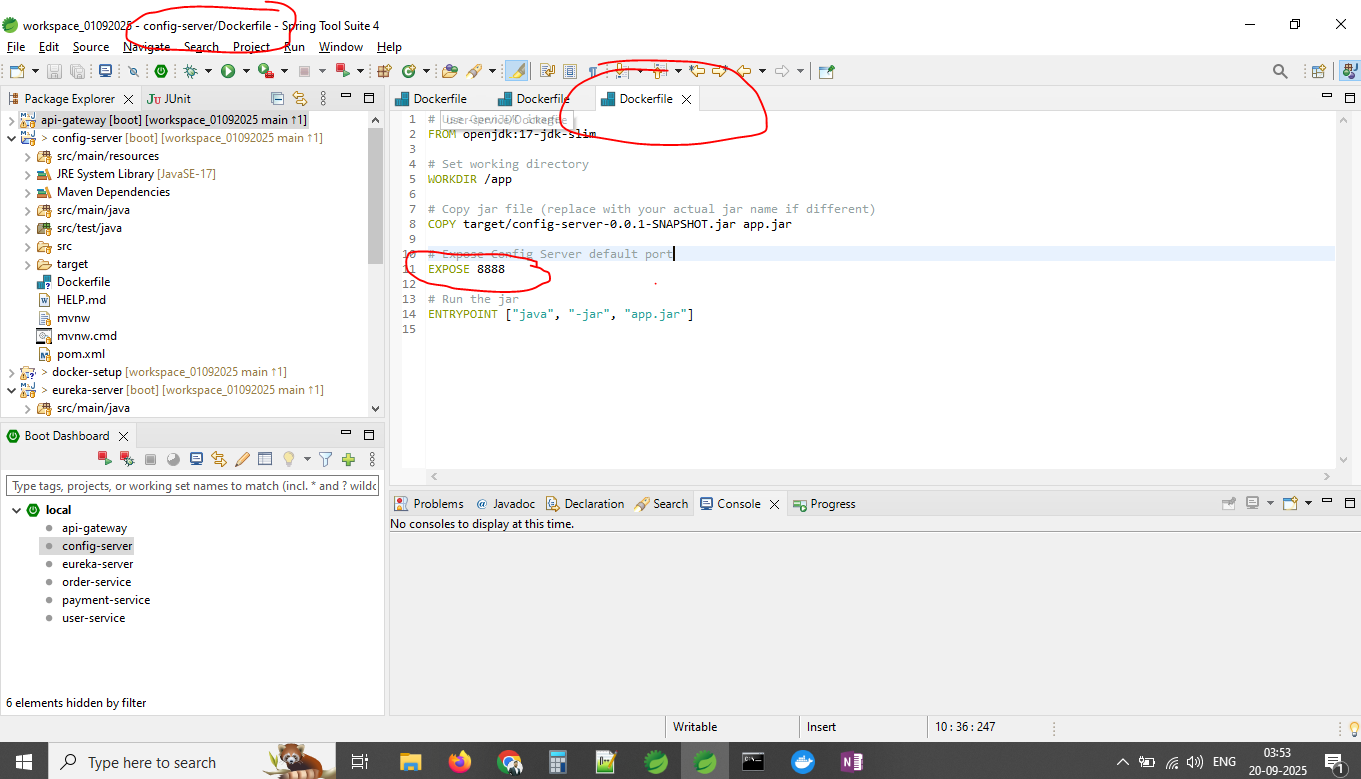 workspace_01092025 - config-server/Dockerfile - Spring Tool Suite 4
File Edit Source Navigate Search Project Run Window Help
Package Explorer
JUnit
api-gateway [boot] [workspace_01092025 main ↑1]
> config-server [boot] [workspace_01092025 main ↑1]
src/main/resources
JRE System Library [JavaSE-17]
Maven Dependencies
src/main/java
src/test/java
src
target
Dockerfile
HELP.md
mvnw
mvnw.cmd
pom.xml
> docker-setup [workspace_01092025 main ↑1]
> eureka-server [boot] [workspace_01092025 main ↑1]
src/main/java
Dockerfile Dockerfile Dockerfile
user-service/Dockerfile
1 # Use OpenJDK image
2 FROM openjdk:17-jdk-slim
3
4 # Set working directory
5 WORKDIR /app
6
7 # Copy jar file (replace with your actual jar name if different)
8 COPY target/config-server-0.0.1-SNAPSHOT.jar app.jar
9
10 # Expose Config Server default port
11 EXPOSE 8888
12
13 # Run the jar
14 ENTRYPOINT ["java", "-jar", "app.jar"]
15
Boot Dashboard
Type tags, projects, or working set names to match (incl. * and ? wildc
local
api-gateway
config-server
eureka-server
order-service
payment-service
user-service
6 elements hidden by filter
Problems @ Javadoc Declaration Search Console Progress
No consoles to display at this time.
Writable Insert 10 : 36 : 247
Type here to search
ENG
03:53
20-09-2025
1